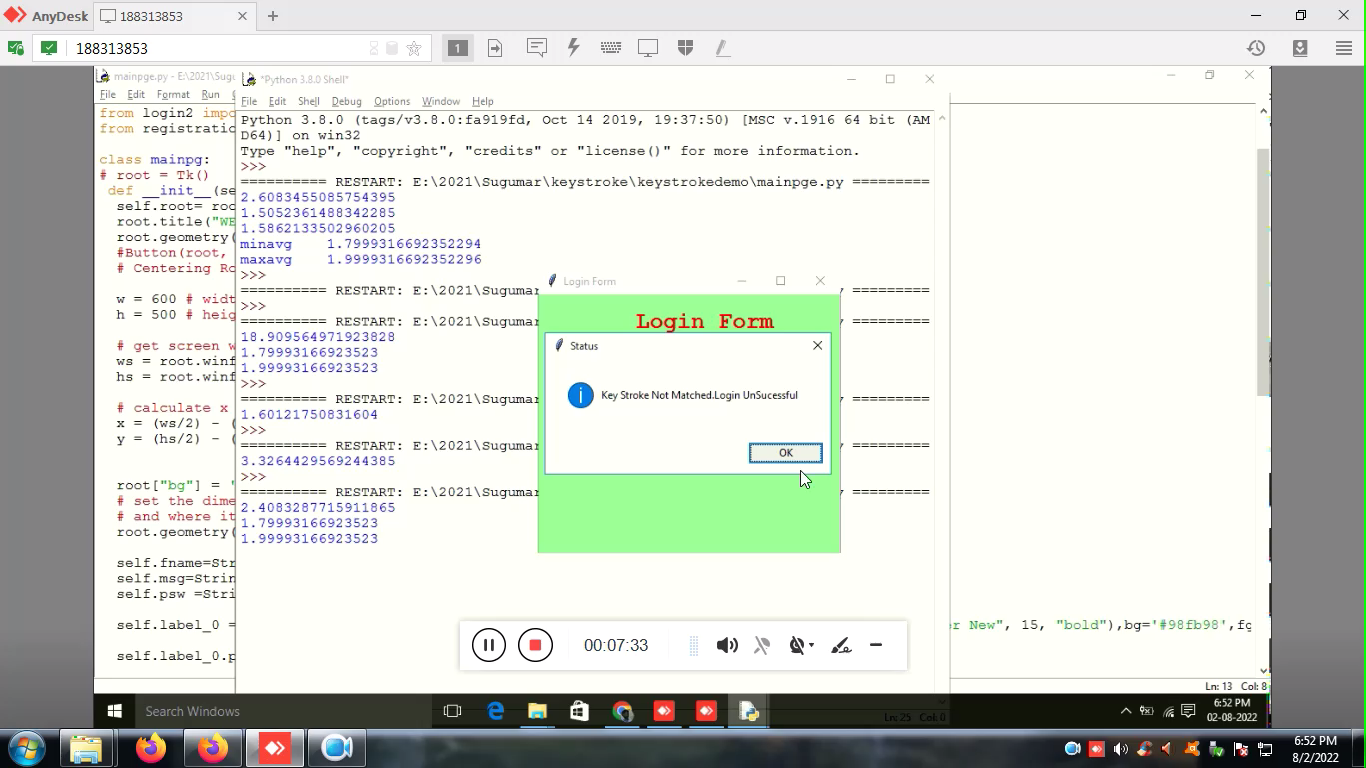 AnyDesk 188313853
188313853 1
mainpge.py - E:\2021\Sugu
File Edit Format Run
from login2 impo
from registratio
class mainpg:
# root = Tk()
def __init__(se
self.root= roo
root.title("WE
root.geometry(
#Button(root,
# Centering Ro
w = 600 # widt
h = 500 # heig
# get screen w
ws = root.winf
hs = root.winf
# calculate x
x = (ws/2) - (
y = (hs/2) - (
root["bg"] = '
# set the dime
# and where it
root.geometry(
self.fname=Stri
self.msg=Strin
self.psw =Stri
self.label_0 =
self.label_0.p
*Python 3.8.0 Shell*
File Edit Shell Debug Options Window Help
Python 3.8.0 (tags/v3.8.0:fa919fd, Oct 14 2019, 19:37:50) [MSC v.1916 64 bit (AM
D64)] on win32
Type "help", "copyright", "credits" or "license()" for more information.
>>>
========== RESTART: E:\2021\Sugumar\keystroke\keystrokedemo\mainpge.py =========
2.6083455085754395
1.5052361488342285
1.5862133502960205
minavg 1.7999316692352294
maxavg 1.9999316692352296
>>>
========== RESTART: E:\2021\Sugumar =========
>>>
========== RESTART: E:\2021\Sugumar =========
18.909564971923828
1.79993166923523
1.99993166923523
>>>
========== RESTART: E:\2021\Sugumar =========
1.60121750831604
>>>
========== RESTART: E:\2021\Sugumar =========
3.3264429569244385
>>>
========== RESTART: E:\2021\Sugumar =========
2.4083287715911865
1.79993166923523
1.99993166923523
Login Form
Login Form
Status
Key Stroke Not Matched.Login UnSucessful
OK
er New", 15, "bold"),bg='#98fb98',fg
00:07:33
Ln: 13 Col: 8
Ln: 25 Col: 0
Search Windows
6:52 PM
02-08-2022
6:52 PM
8/2/2022